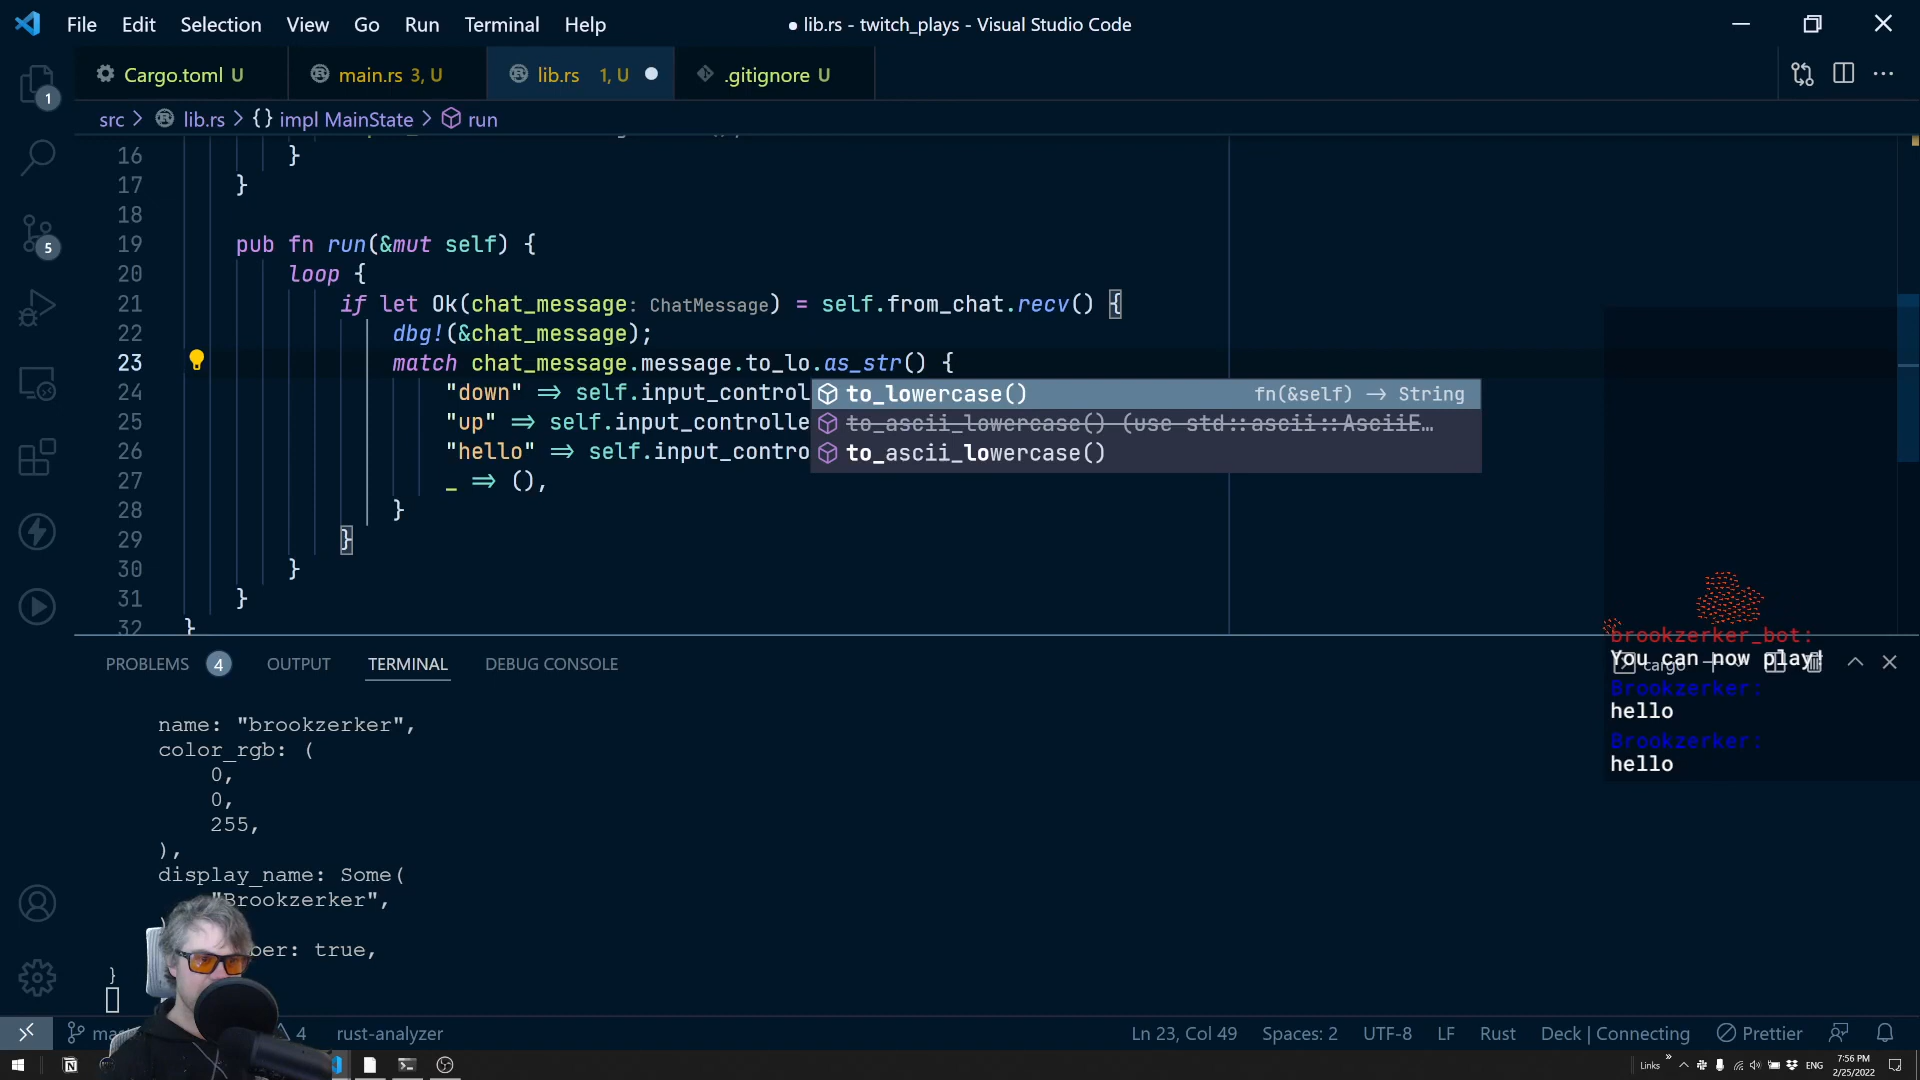 File Edit Selection View Go Run Terminal Help
● lib.rs - twitch_plays - Visual Studio Code
Cargo.toml U
main.rs 3, U
lib.rs 1, U
.gitignore U
src > lib.rs > {} impl MainState > run
16 }
17 }
18
19 pub fn run(&mut self) {
20 loop {
21 if let Ok(chat_message: ChatMessage) = self.from_chat.recv() {
22 dbg!(&chat_message);
23 match chat_message.message.to_lo.as_str() {
24 "down" => self.input_control
25 "up" => self.input_controlle
26 "hello" => self.input_contro
27 _ => (),
28 }
29 }
30 }
31 }
32 }
to_lowercase() fn(&self) -> String
to_ascii_lowercase() (use std::ascii::AsciiE…
to_ascii_lowercase()
1
5
PROBLEMS 4 OUTPUT TERMINAL DEBUG CONSOLE
cargo
name: "brookzerker",
color_rgb: (
0,
0,
255,
),
display_name: Some(
"Brookzerker",
ber: true,
}
brookzerker_bot:
You can now play!
Brookzerker:
hello
Brookzerker:
hello
4 rust-analyzer
Ln 23, Col 49 Spaces: 2 UTF-8 LF Rust Deck | Connecting Prettier
Links
ENG
7:56 PM
2/25/2022